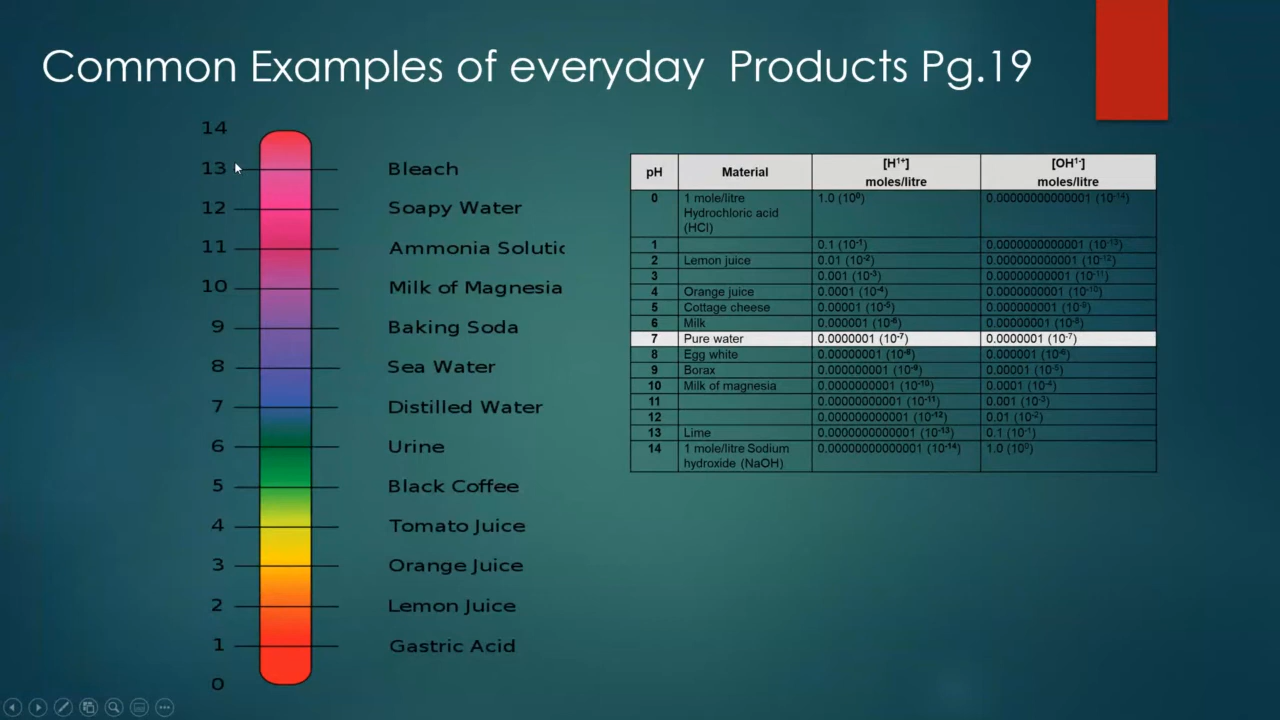 Common Examples of everyday Products Pg.19
14
13 Bleach
12 Soapy Water
11 Ammonia Solutic
10 Milk of Magnesia
9 Baking Soda
8 Sea Water
7 Distilled Water
6 Urine
5 Black Coffee
4 Tomato Juice
3 Orange Juice
2 Lemon Juice
1 Gastric Acid
0
pH Material [H¹⁺] moles/litre [OH¹⁻] moles/litre
0 1 mole/litre Hydrochloric acid (HCl) 1.0 (10⁰) 0.00000000000001 (10⁻¹⁴)
1 0.1 (10⁻¹) 0.0000000000001 (10⁻¹³)
2 Lemon juice 0.01 (10⁻²) 0.000000000001 (10⁻¹²)
3 0.001 (10⁻³) 0.00000000001 (10⁻¹¹)
4 Orange juice 0.0001 (10⁻⁴) 0.0000000001 (10⁻¹⁰)
5 Cottage cheese 0.00001 (10⁻⁵) 0.000000001 (10⁻⁹)
6 Milk 0.000001 (10⁻⁶) 0.00000001 (10⁻⁸)
7 Pure water 0.0000001 (10⁻⁷) 0.0000001 (10⁻⁷)
8 Egg white 0.00000001 (10⁻⁸) 0.000001 (10⁻⁶)
9 Borax 0.000000001 (10⁻⁹) 0.00001 (10⁻⁵)
10 Milk of magnesia 0.0000000001 (10⁻¹⁰) 0.0001 (10⁻⁴)
11 0.00000000001 (10⁻¹¹) 0.001 (10⁻³)
12 0.000000000001 (10⁻¹²) 0.01 (10⁻²)
13 Lime 0.0000000000001 (10⁻¹³) 0.1 (10⁻¹)
14 1 mole/litre Sodium hydroxide (NaOH) 0.00000000000001 (10⁻¹⁴) 1.0 (10⁰)